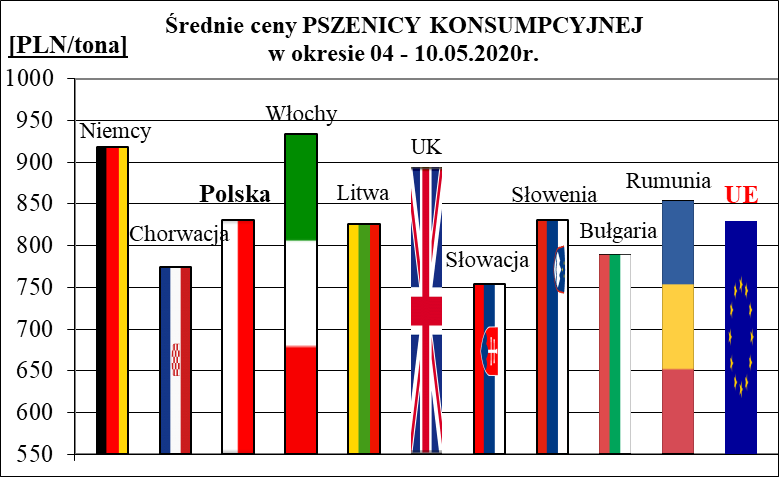 Średnie ceny PSZENICY KONSUMPCYJNEJ
w okresie 04 - 10.05.2020r.
[PLN/tona]
1000
950
900
850
800
750
700
650
600
550
Niemcy
Chorwacja
Polska
Włochy
Litwa
UK
Słowacja
Słowenia
Bułgaria
Rumunia
UE